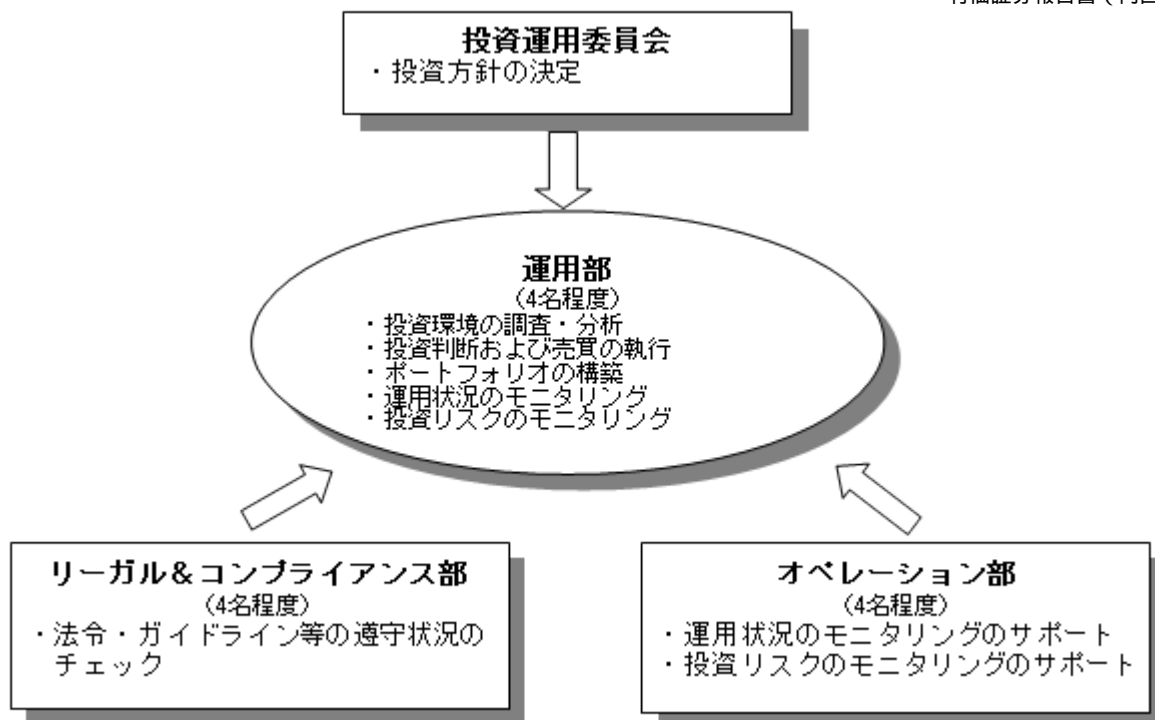 投資運用委員会
・投資方針の決定
運用部
(4名程度)
・投資環境の調査・分析
・投資判断および売買の執行
・ポートフォリオの構築
・運用状況のモニタリング
・投資リスクのモニタリング
リーガル＆コンプライアンス部
(4名程度)
・法令・ガイドライン等の遵守状況の
チェック
オペレーション部
(4名程度)
・運用状況のモニタリングのサポート
・投資リスクのモニタリングのサポート